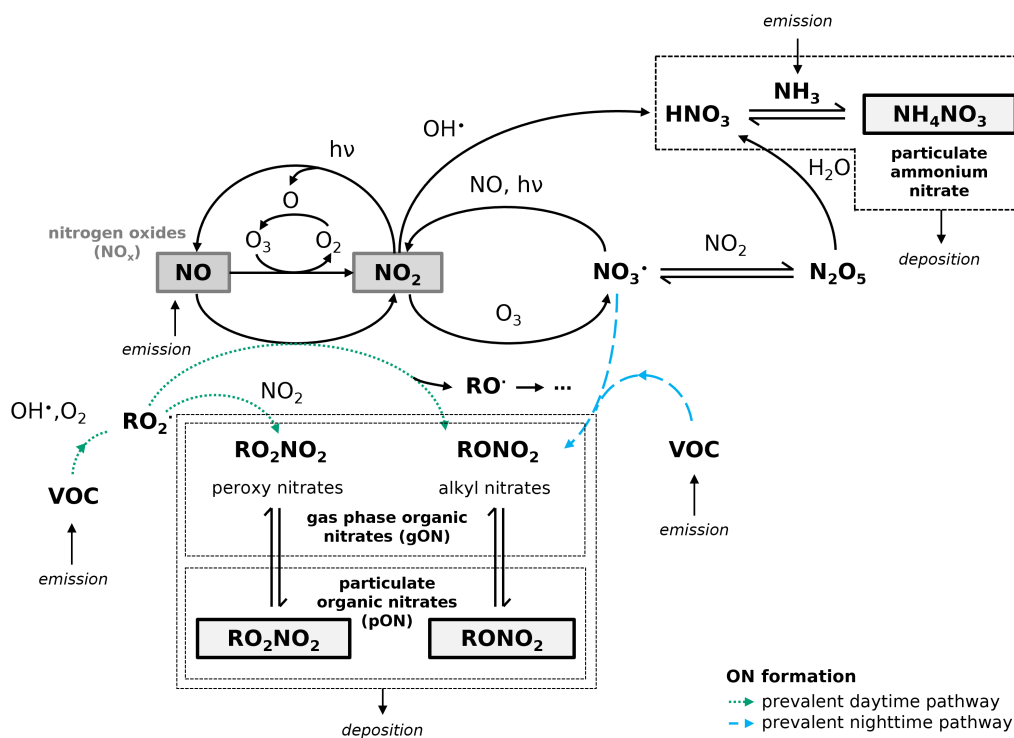 emission
NH₃
HNO₃
NH₄NO₃
OH•
particulate
ammonium
nitrate
H₂O
deposition
hν
NO, hν
O
O₃
O₂
nitrogen oxides
(NOₓ)
NO
NO₂
NO₃•
NO₂
N₂O₅
O₃
emission
RO• → ...
OH•,O₂
RO₂•
NO₂
RO₂NO₂
RONO₂
VOC
peroxy nitrates
alkyl nitrates
VOC
gas phase organic
nitrates (gON)
emission
emission
particulate
organic nitrates
(pON)
RO₂NO₂
RONO₂
deposition
ON formation
prevalent daytime pathway
prevalent nighttime pathway